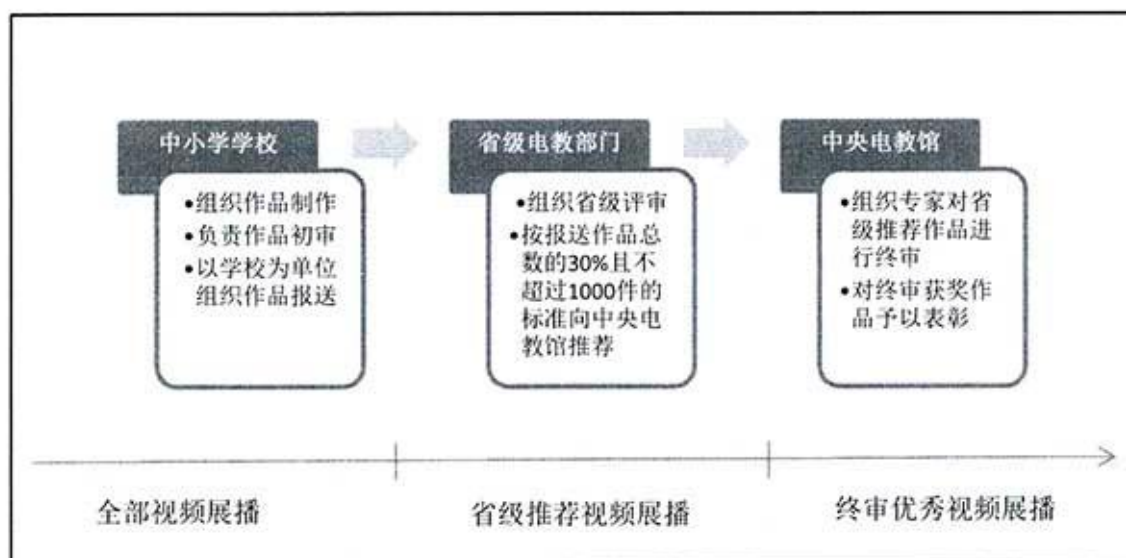 中小学学校
•组织作品制作
•负责作品初审
•以学校为单位
组织作品报送
省级电教部门
•组织省级评审
•按报送作品总
数的30%且不
超过1000件的
标准向中央电
教馆推荐
中央电教馆
•组织专家对省
级推荐作品进
行终审
•对终审获奖作
品予以表彰
全部视频展播
省级推荐视频展播
终审优秀视频展播